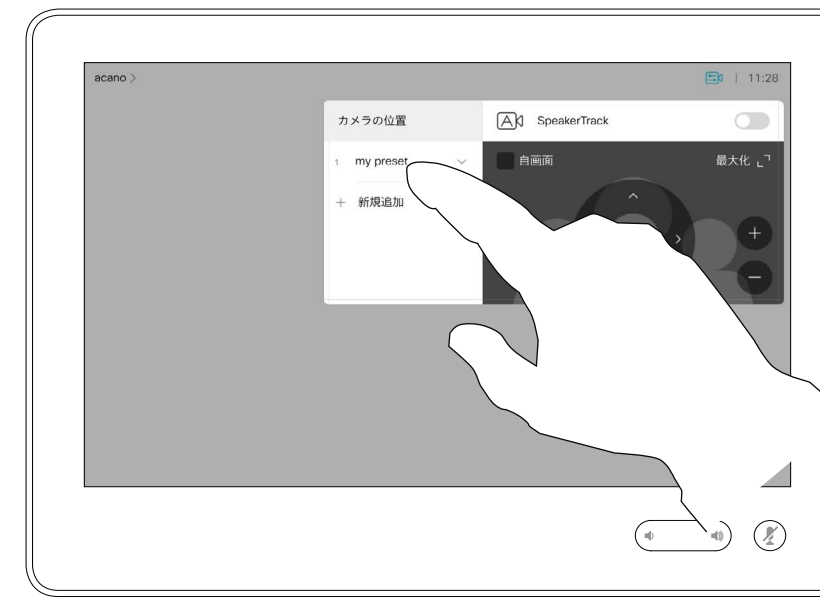 acano
11:28
カメラの位置
SpeakerTrack
1 my preset
自画面
最大化
新規追加